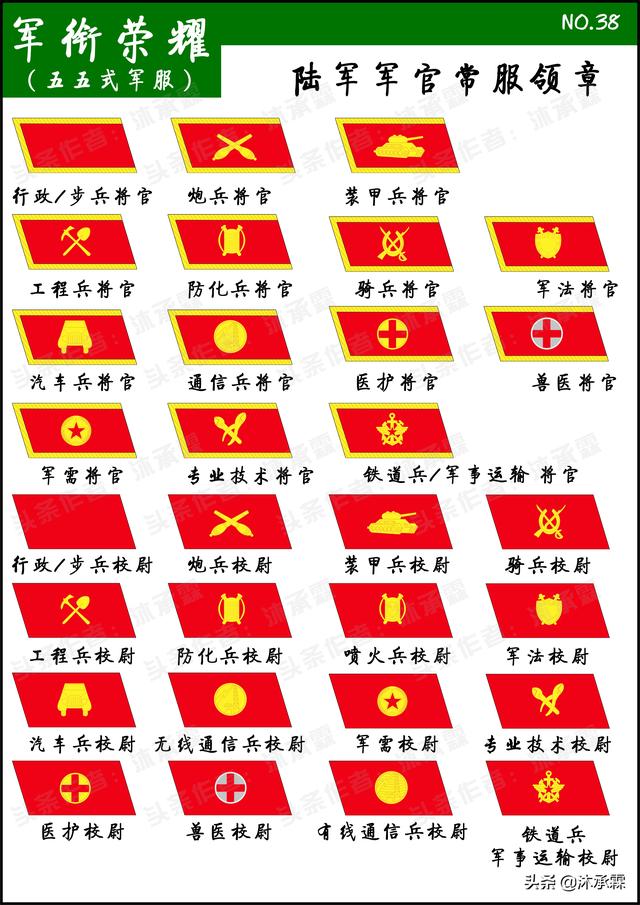 军衔荣耀
NO.38
（五五式军服）
陆军军官常服领章
行政/步兵将官 炮兵将官 装甲兵将官
工程兵将官 防化兵将官 骑兵将官 军法将官
汽车兵将官 通信兵将官 医护将官 兽医将官
军需将官 专业技术将官 铁道兵/军事运输 将官
行政/步兵校尉 炮兵校尉 装甲兵校尉 骑兵校尉
工程兵校尉 防化兵校尉 喷火兵校尉 军法校尉
汽车兵校尉 无线通信兵校尉 军需校尉 专业技术校尉
医护校尉 兽医校尉 有线通信兵校尉 铁道兵
军事运输校尉
头条 @沐承霖
头条作者：沐承霖